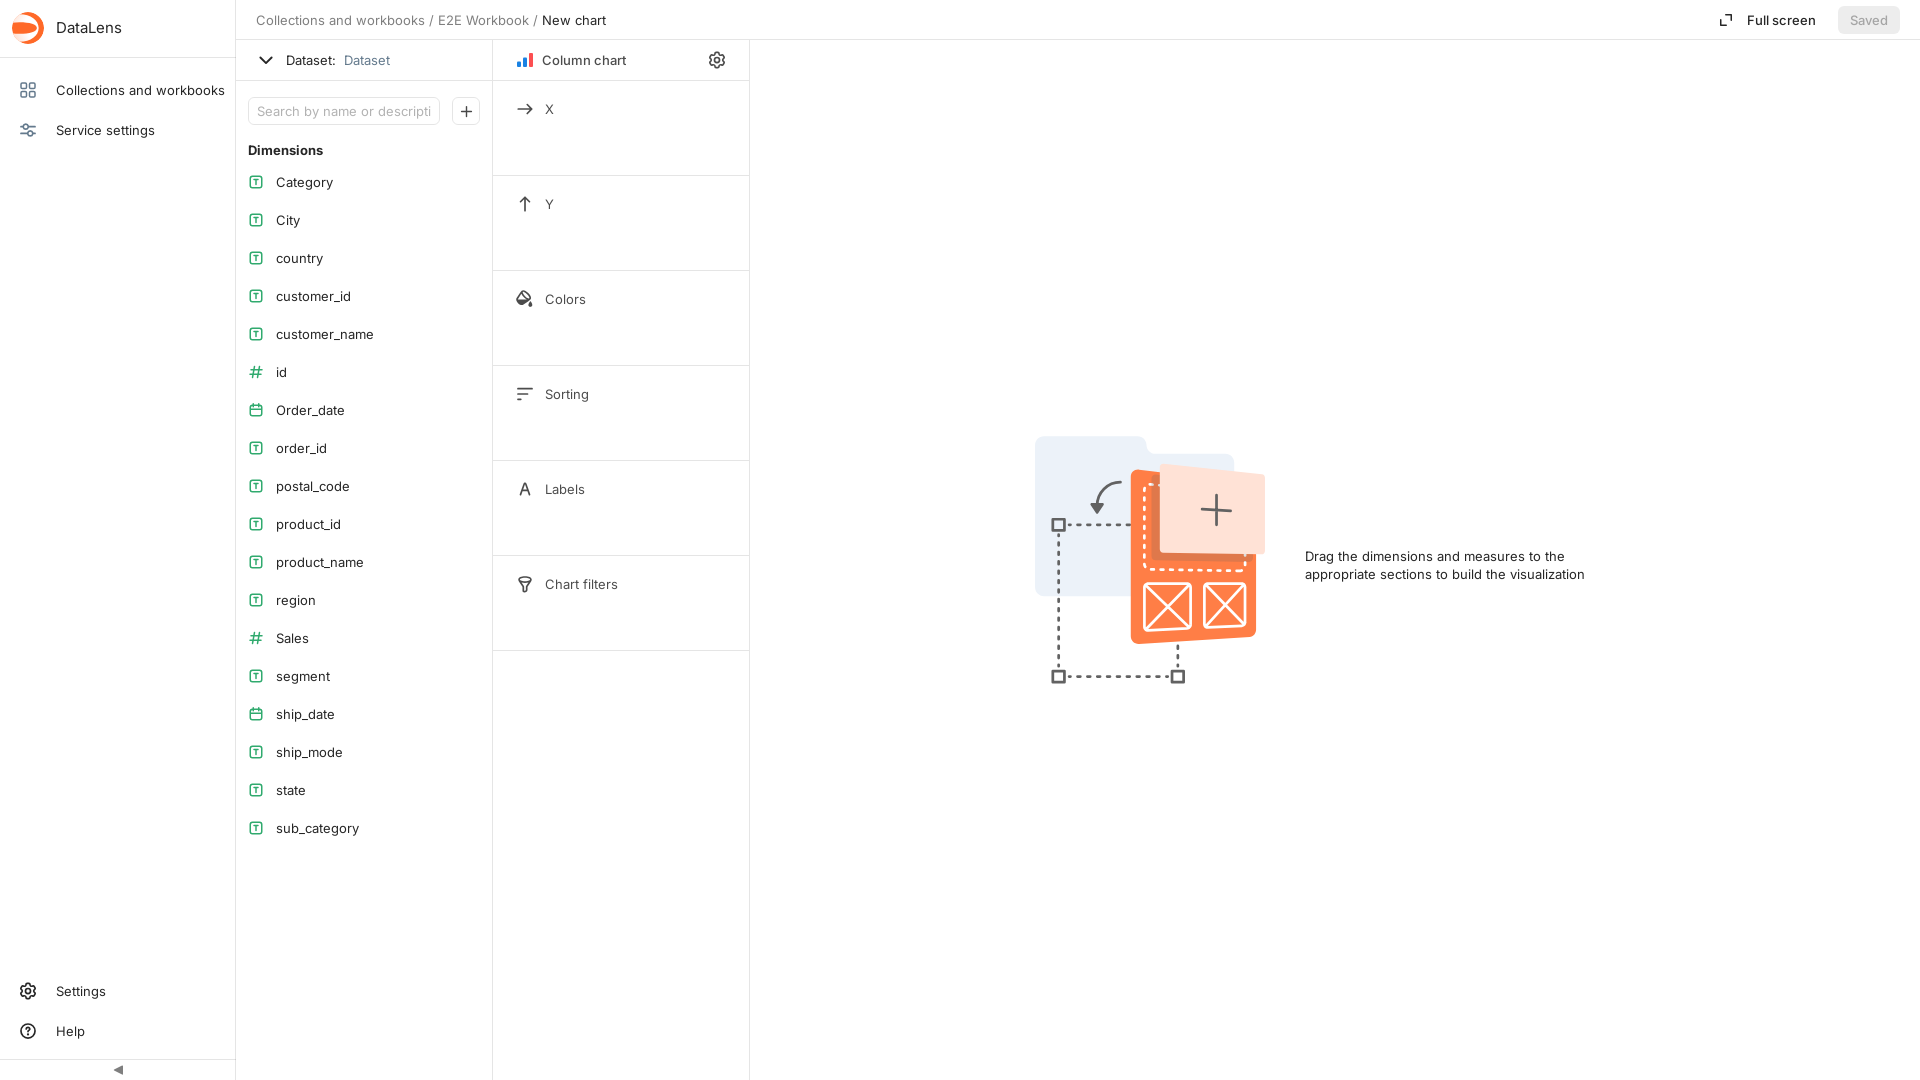 DataLens
Collections and workbooks
Service settings
Settings
Help
Collections and workbooks / E2E Workbook / New chart
Full screen
Saved
Dataset: Dataset
Search by name or descripti
Dimensions
Category
City
country
customer_id
customer_name
id
Order_date
order_id
postal_code
product_id
product_name
region
Sales
segment
ship_date
ship_mode
state
sub_category
Column chart
X
Y
Colors
Sorting
Labels
Chart filters
Drag the dimensions and measures to the
appropriate sections to build the visualization